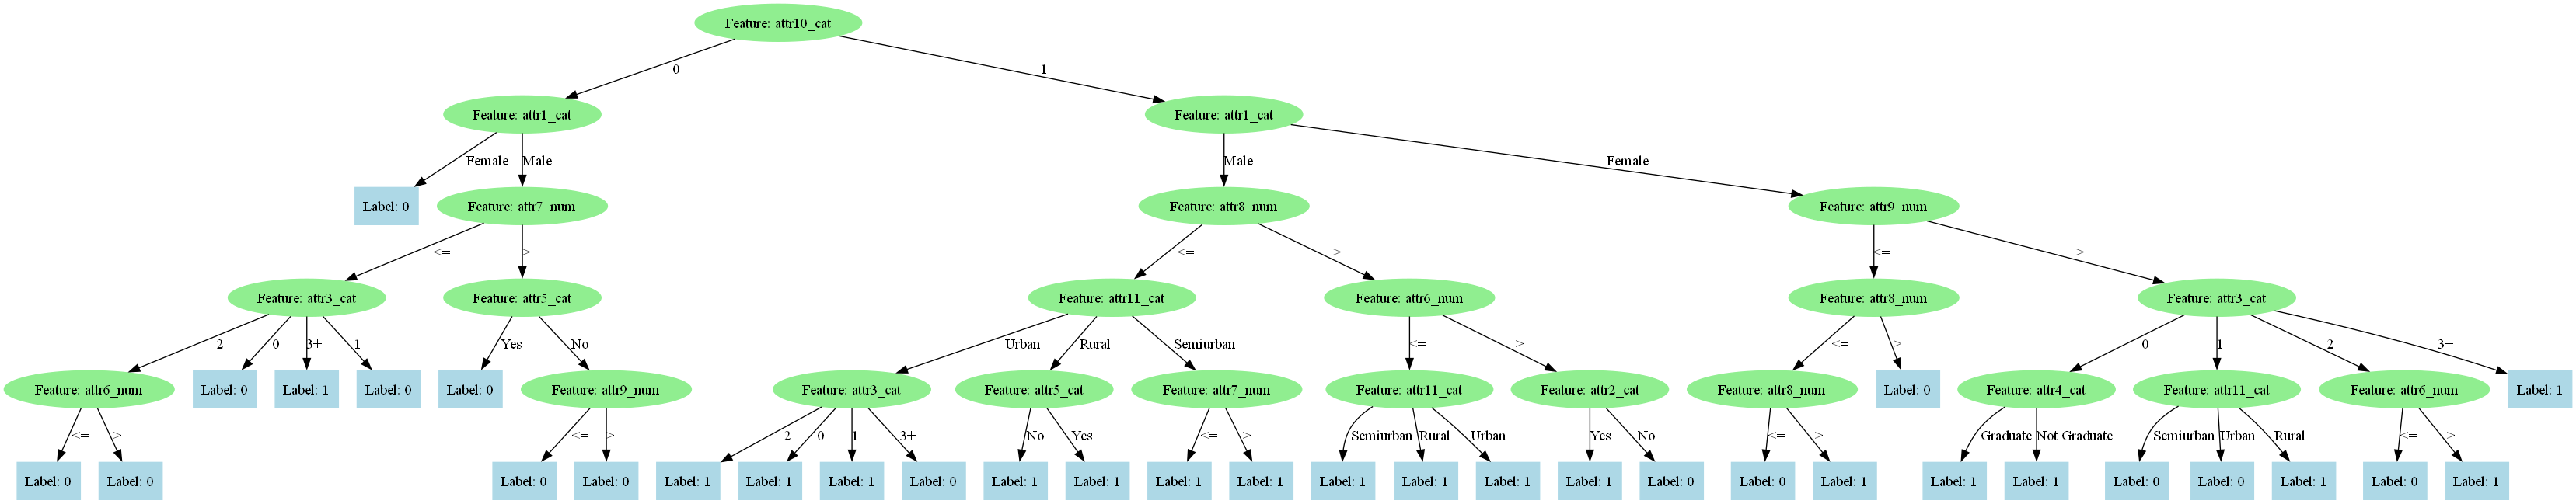 Feature: attr10_cat
0
1
Feature: attr1_cat
Feature: attr1_cat
Female
Male
Male
Female
Label: 0
Feature: attr7_num
Feature: attr8_num
Feature: attr9_num
<=
>
<=
>
<=
>
Feature: attr3_cat
Feature: attr5_cat
Feature: attr11_cat
Feature: attr6_num
Feature: attr8_num
Feature: attr3_cat
2
0
3+
1
Yes
No
Urban
Rural
Semiurban
<=
>
<=
>
0
1
2
3+
Feature: attr6_num
Label: 0
Label: 1
Label: 0
Label: 0
Feature: attr9_num
Feature: attr3_cat
Feature: attr5_cat
Feature: attr7_num
Feature: attr11_cat
Feature: attr2_cat
Feature: attr8_num
Label: 0
Feature: attr4_cat
Feature: attr11_cat
Feature: attr6_num
Label: 1
<=
>
<=
>
2
0
1
3+
No
Yes
<=
>
Semiurban
Rural
Urban
Yes
No
<=
>
Graduate
Not Graduate
Semiurban
Urban
Rural
<=
>
Label: 0
Label: 0
Label: 0
Label: 0
Label: 1
Label: 1
Label: 1
Label: 0
Label: 1
Label: 1
Label: 1
Label: 1
Label: 1
Label: 1
Label: 1
Label: 1
Label: 0
Label: 0
Label: 1
Label: 1
Label: 1
Label: 0
Label: 0
Label: 1
Label: 0
Label: 1